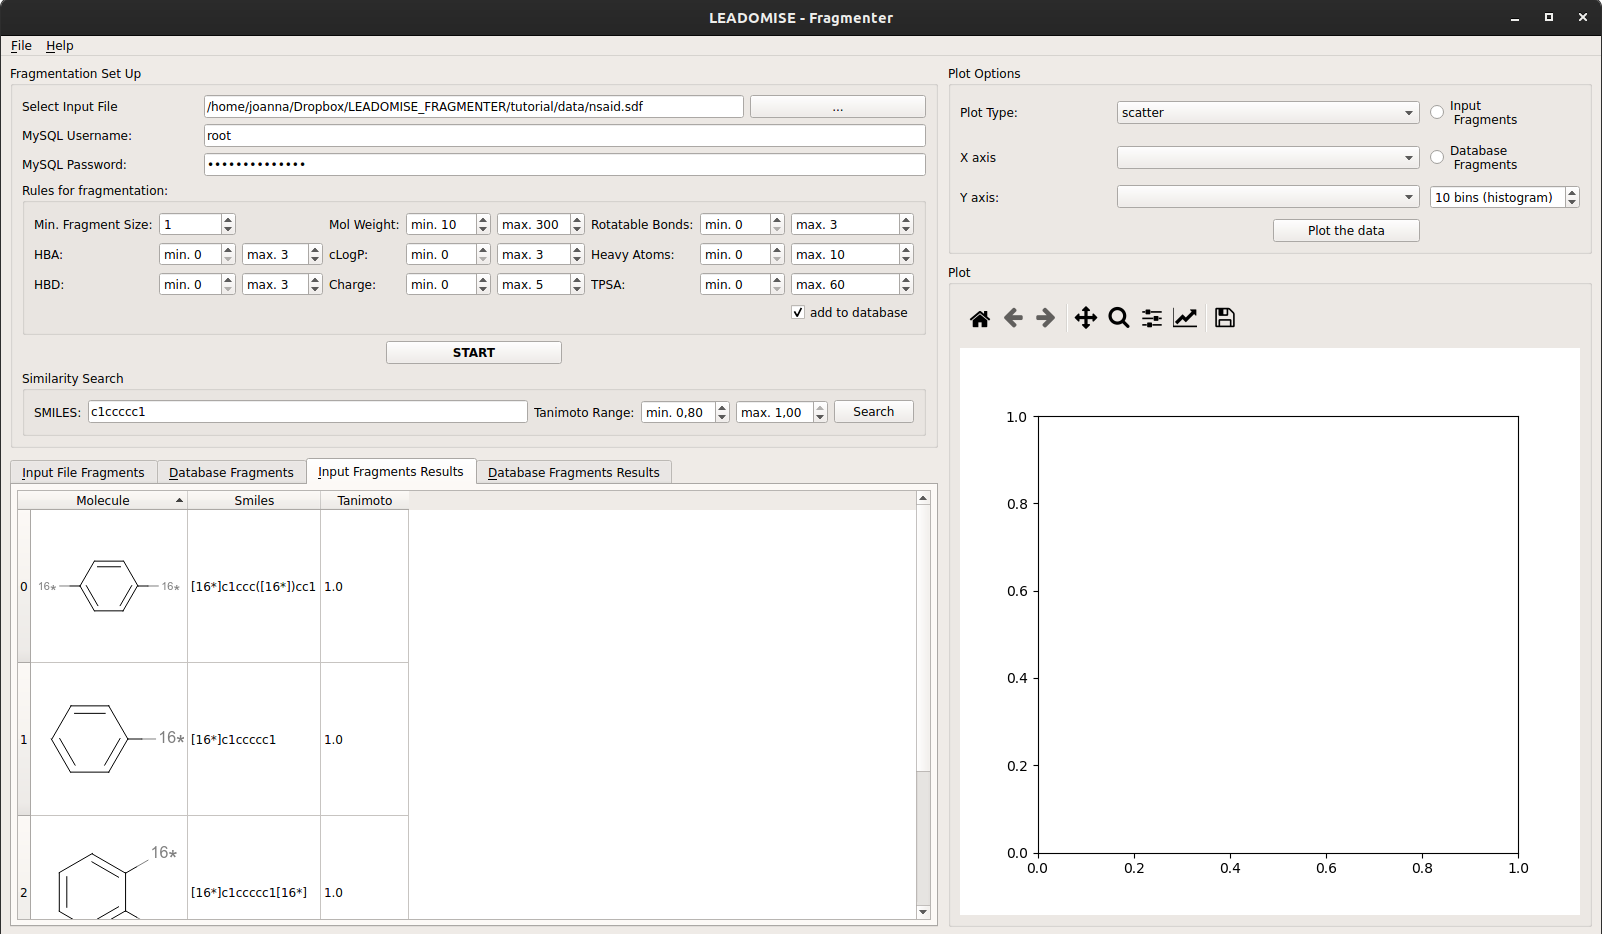 LEADOMISE - Fragmenter
File Help
Fragmentation Set Up
Select Input File /home/joanna/Dropbox/LEADOMISE_FRAGMENTER/tutorial/data/nsaid.sdf ...
MySQL Username: root
MySQL Password: ••••••••••••••
Rules for fragmentation:
Min. Fragment Size: 1 Mol Weight: min. 10 max. 300 Rotatable Bonds: min. 0 max. 3
HBA: min. 0 max. 3 cLogP: min. 0 max. 3 Heavy Atoms: min. 0 max. 10
HBD: min. 0 max. 3 Charge: min. 0 max. 5 TPSA: min. 0 max. 60
add to database
START
Similarity Search
SMILES: c1ccccc1 Tanimoto Range: min. 0,80 max. 1,00 Search
Input File Fragments Database Fragments Input Fragments Results Database Fragments Results
Molecule Smiles Tanimoto
0 16* 16* [16*]c1ccc([16*])cc1 1.0
1 16* [16*]c1ccccc1 1.0
16*
2 [16*]c1ccccc1[16*] 1.0
Plot Options
Plot Type: scatter Input
Fragments
X axis Database
Fragments
Y axis: 10 bins (histogram)
Plot the data
Plot
1.0
0.8
0.6
0.4
0.2
0.0
0.0 0.2 0.4 0.6 0.8 1.0